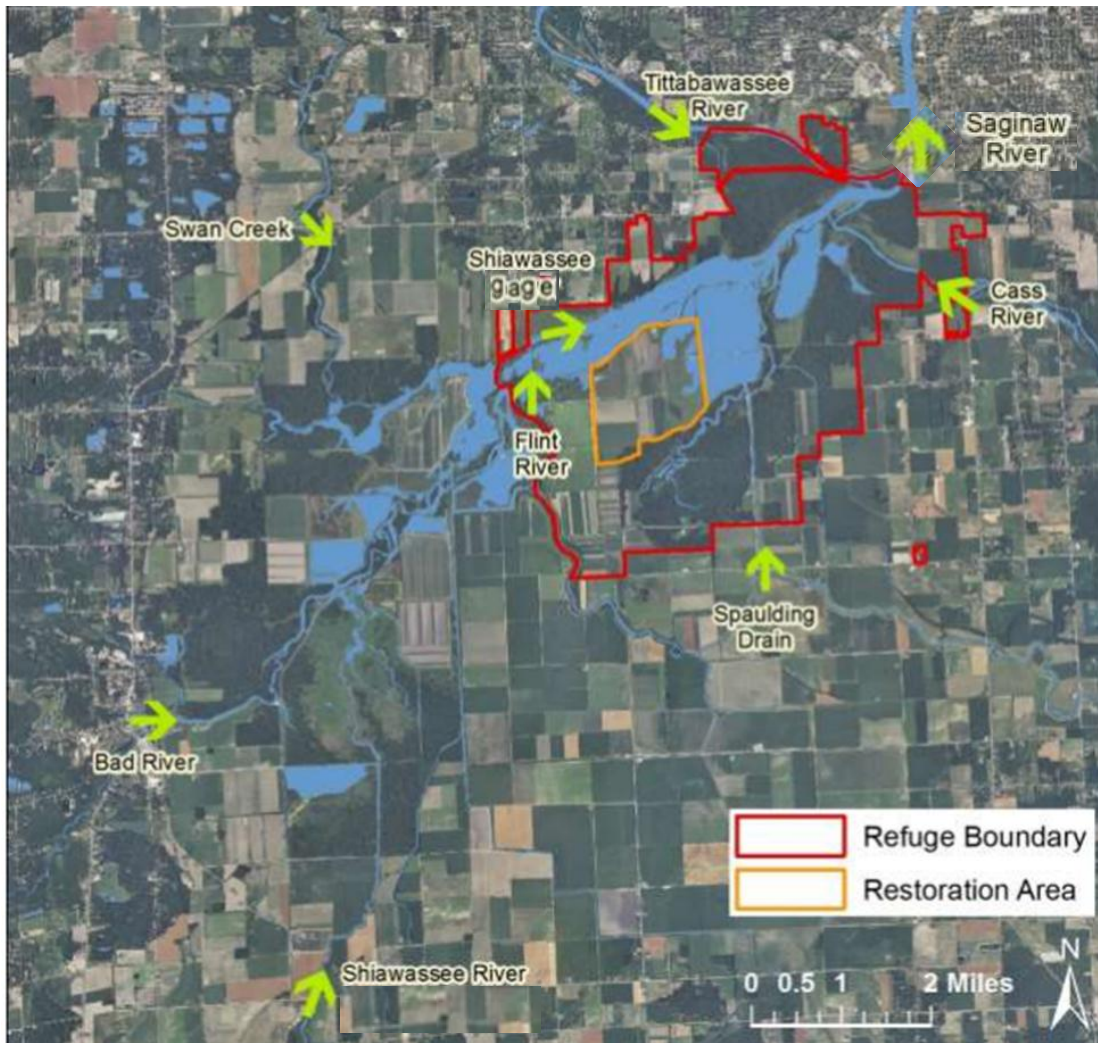 Tittabawassee
River
Saginaw
River
Swan Creek
Shiawassee
gage
Cass
River
Flint
River
Spaulding
Drain
Bad River
Shiawassee River
Refuge Boundary
Restoration Area
N
0 0.5 1 2 Miles